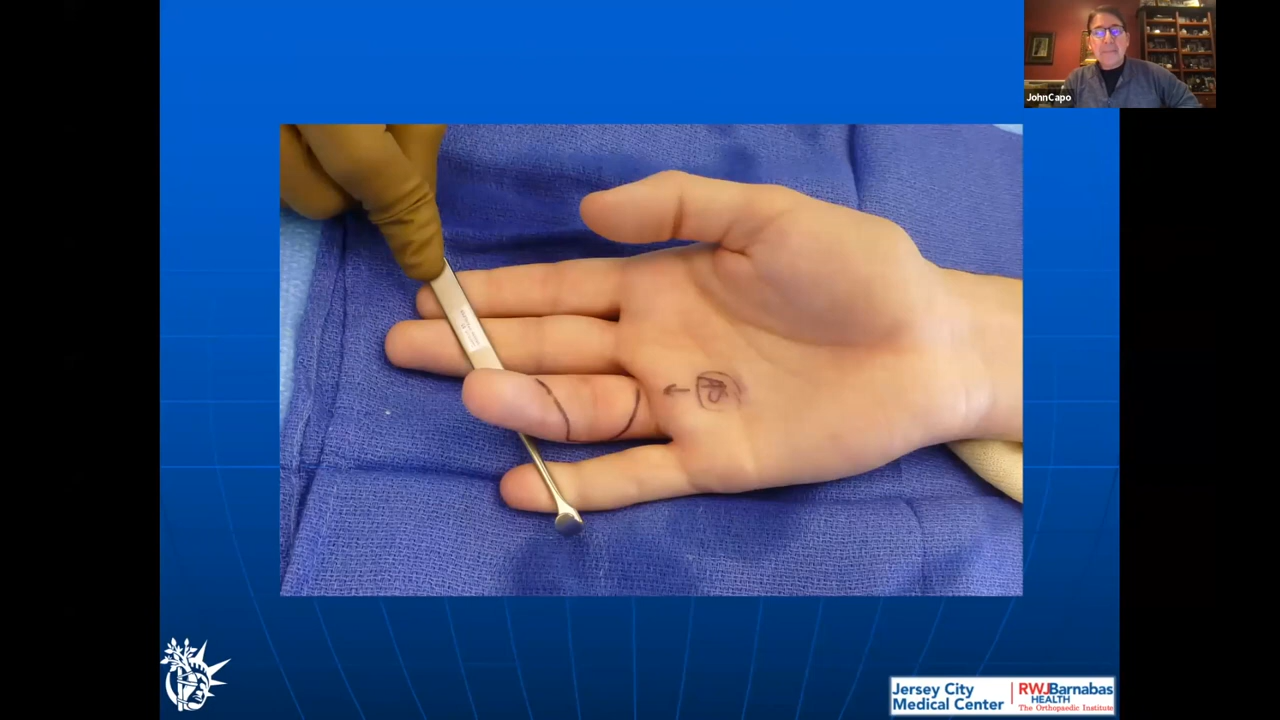 JohnCapo
Jersey City
Medical Center
RWJBarnabas
HEALTH
The Orthopaedic Institute